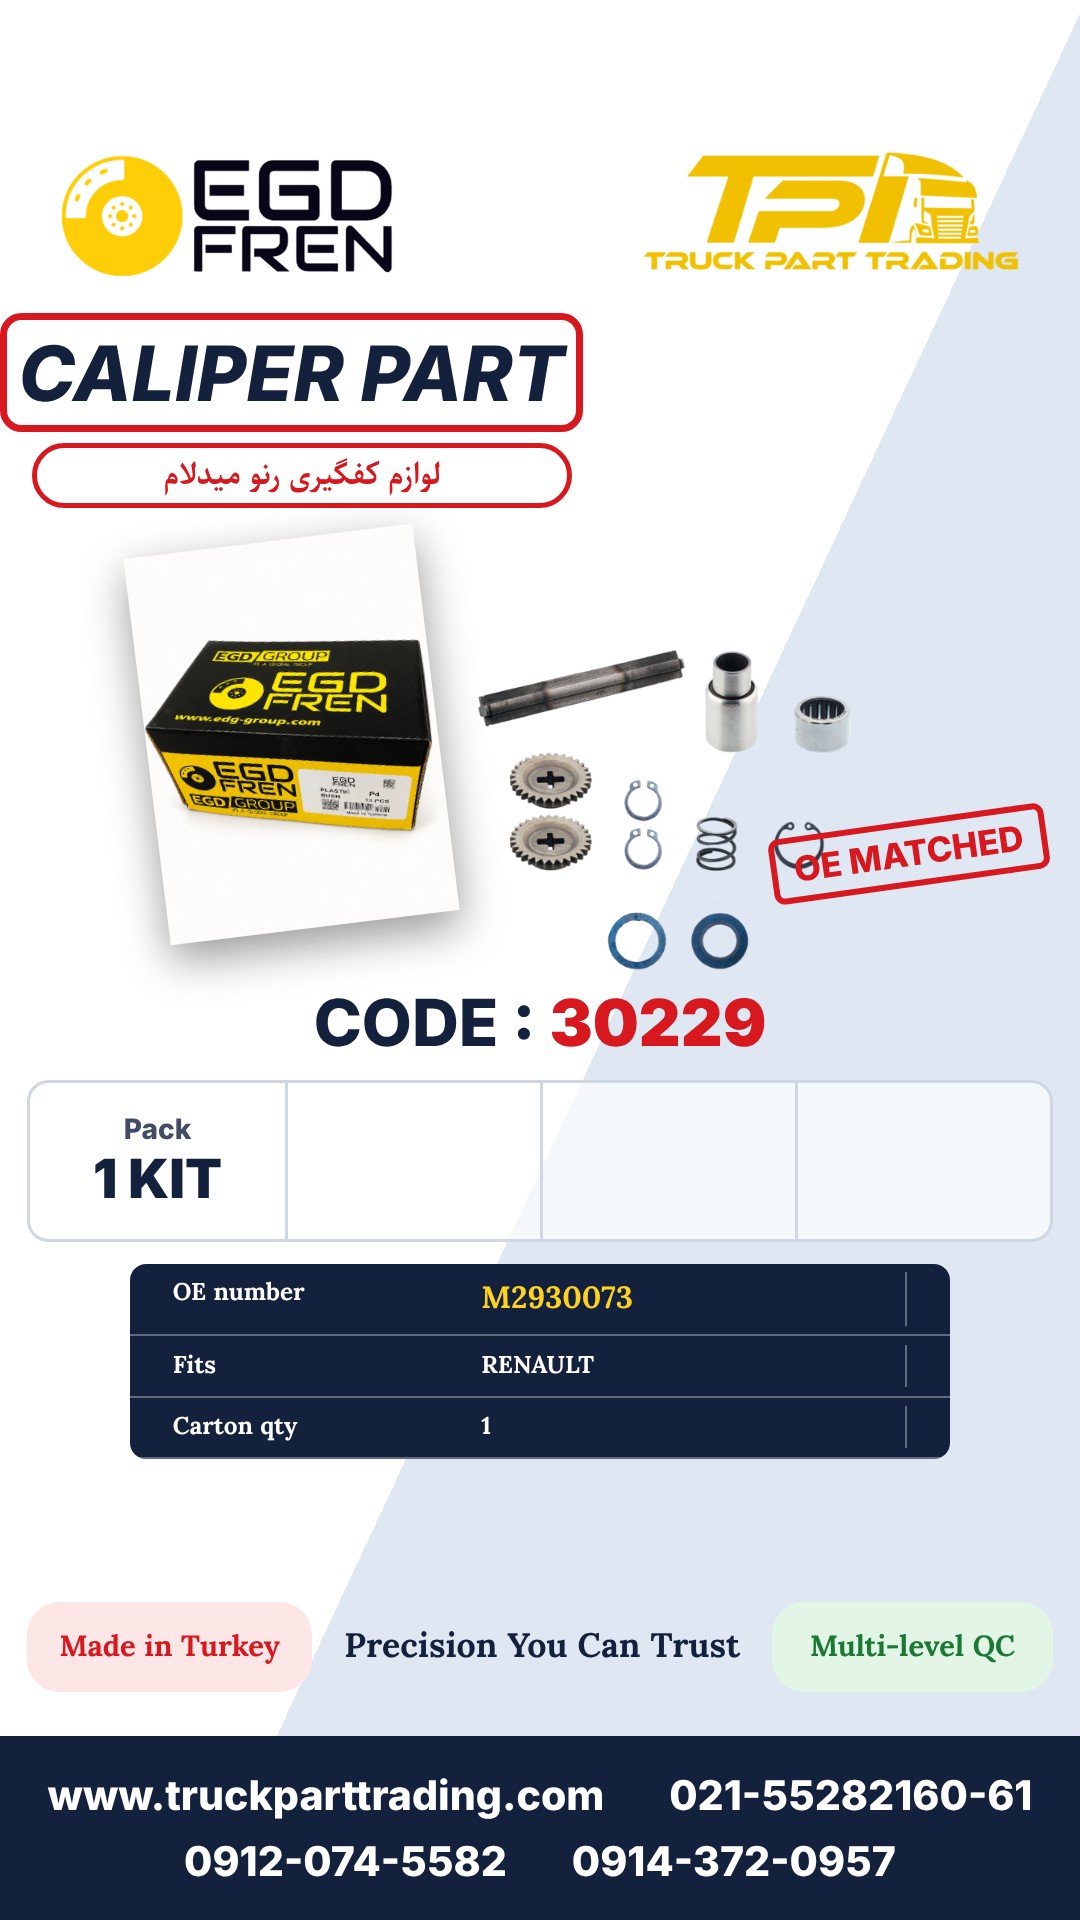 EGD
FREN
TPI
TRUCK PART TRADING
CALIPER PART
لوازم کفگیری رنو میدلام
EGD/GROUP
EGD
FREN
www.edg-group.com
EGD
FREN
EGD GROUP
EGD
FREN
P4
OE MATCHED
CODE : 30229
Pack
1 KIT
OE number M2930073
Fits RENAULT
Carton qty 1
Made in Turkey Precision You Can Trust Multi-level QC
www.truckparttrading.com 021-55282160-61
0912-074-5582 0914-372-0957